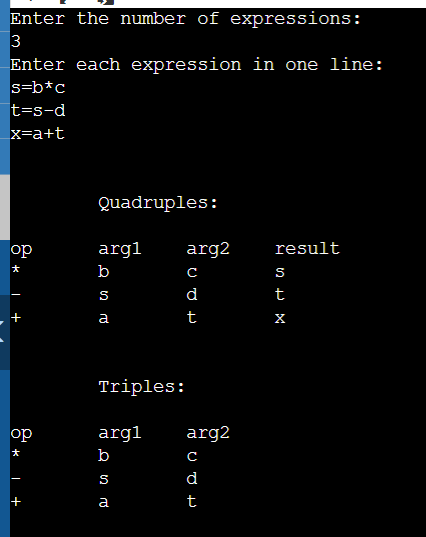 Enter the number of expressions:
3
Enter each expression in one line:
s=b*c
t=s-d
x=a+t
Quadruples:
op arg1 arg2 result
* b c s
- s d t
+ a t x
Triples:
op arg1 arg2
* b c
- s d
+ a t